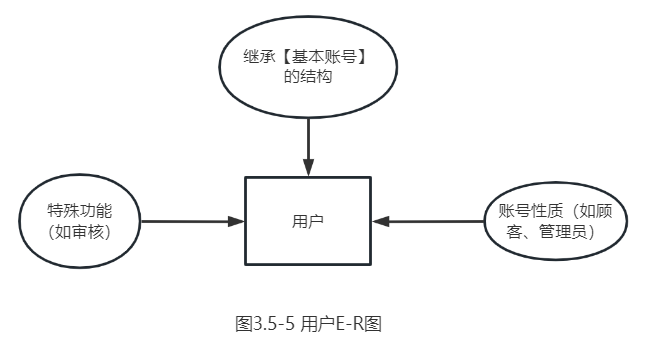 继承【基本账号】
的结构
特殊功能
（如审核）
用户
账号性质（如顾
客、管理员）
图3.5-5 用户E-R图